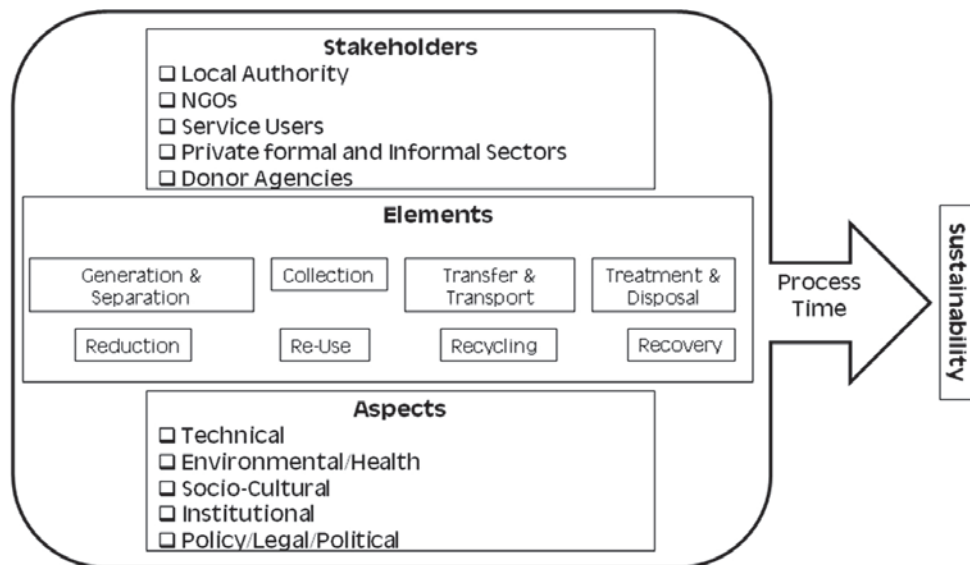 Stakeholders
❑ Local Authority
❑ NGOs
❑ Service Users
❑ Private formal and Informal Sectors
❑ Donor Agencies
Elements
Generation &
Separation
Collection
Transfer &
Transport
Treatment &
Disposal
Reduction
Re-Use
Recycling
Recovery
Aspects
❑ Technical
❑ Environmental/Health
❑ Socio-Cultural
❑ Institutional
❑ Policy/Legal/Political
Process
Time
Sustainability